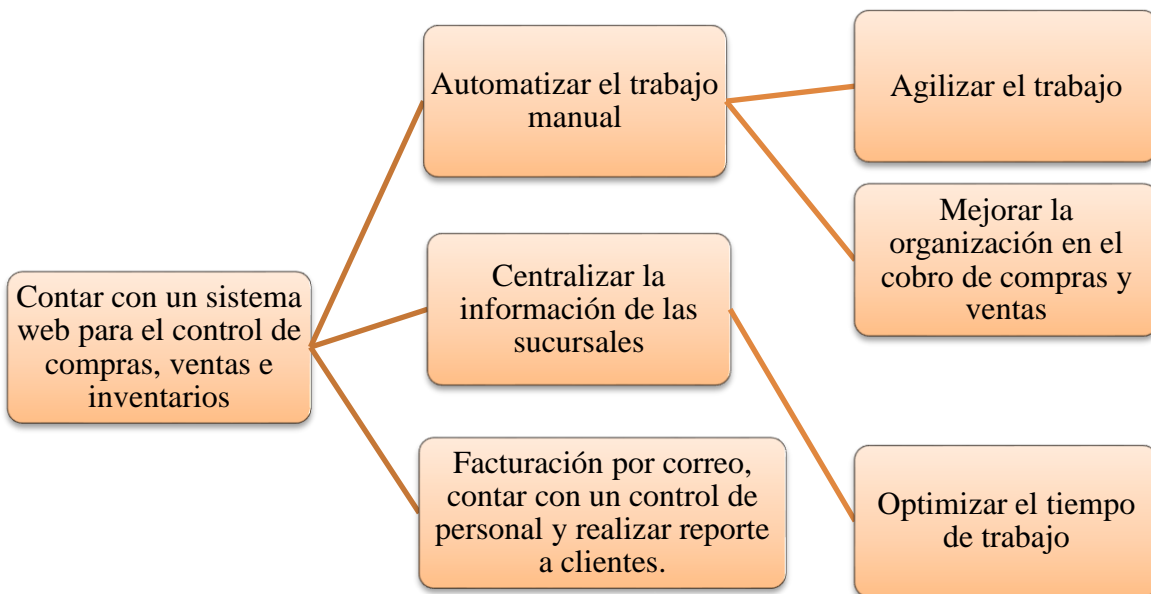 Automatizar el trabajo
manual
Agilizar el trabajo
Mejorar la
organización en el
cobro de compras y
ventas
Contar con un sistema
web para el control de
compras, ventas e
inventarios
Centralizar la
información de las
sucursales
Facturación por correo,
contar con un control de
personal y realizar reporte
a clientes.
Optimizar el tiempo
de trabajo